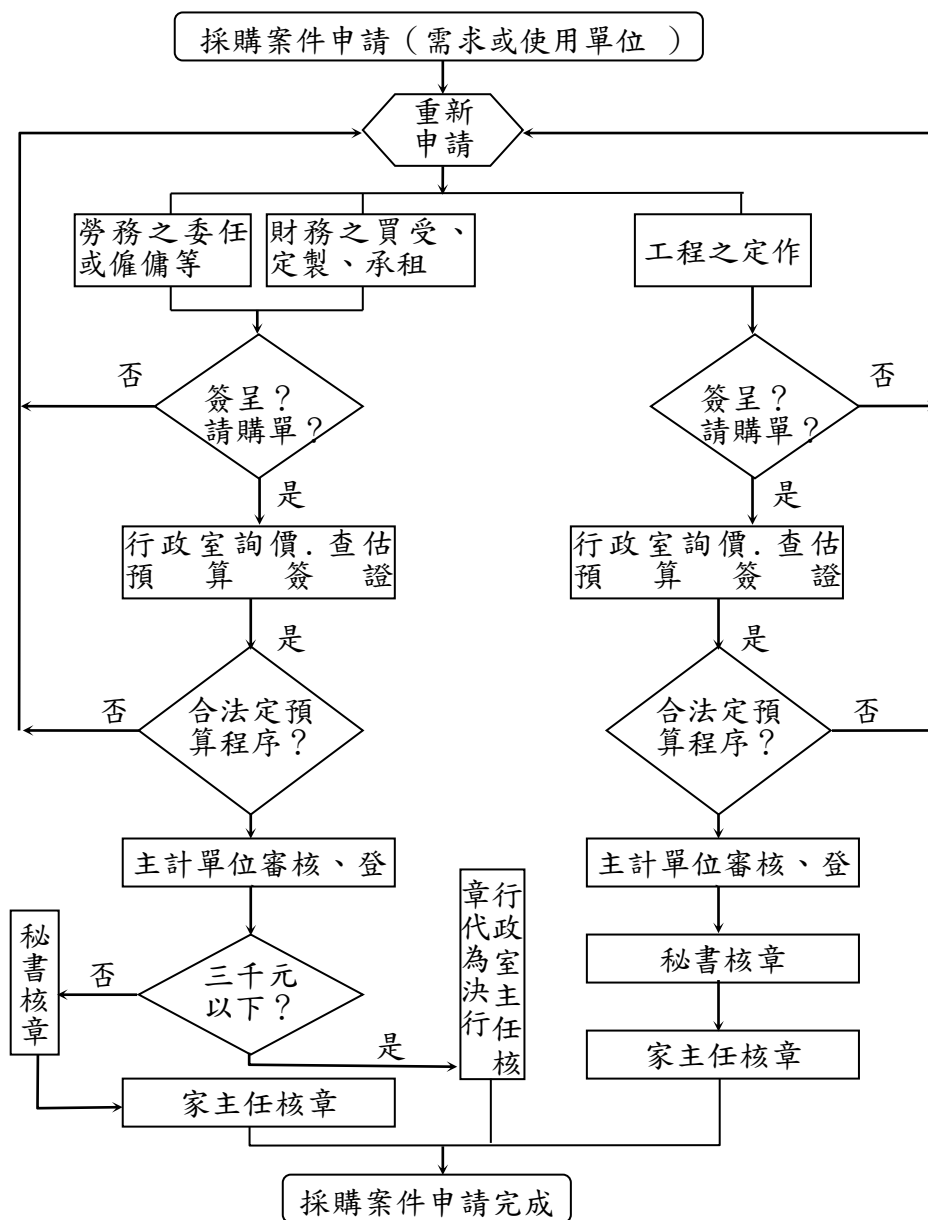 採購案件申請（需求或使用單位 ）
重新
申請
勞務之委任
或僱傭等
財務之買受、
定製、承租
工程之定作
否
簽呈？
請購單？
是
簽呈？
請購單？
否
是
行政室詢價．查估
預算簽證
行政室詢價．查估
預算簽證
是
是
否
合法定預
算程序？
合法定預
算程序？
否
主計單位審核、登
主計單位審核、登
秘書核章
否
三千元
以下？
是
行政室主任核
章代為決行
秘書核章
家主任核章
家主任核章
採購案件申請完成